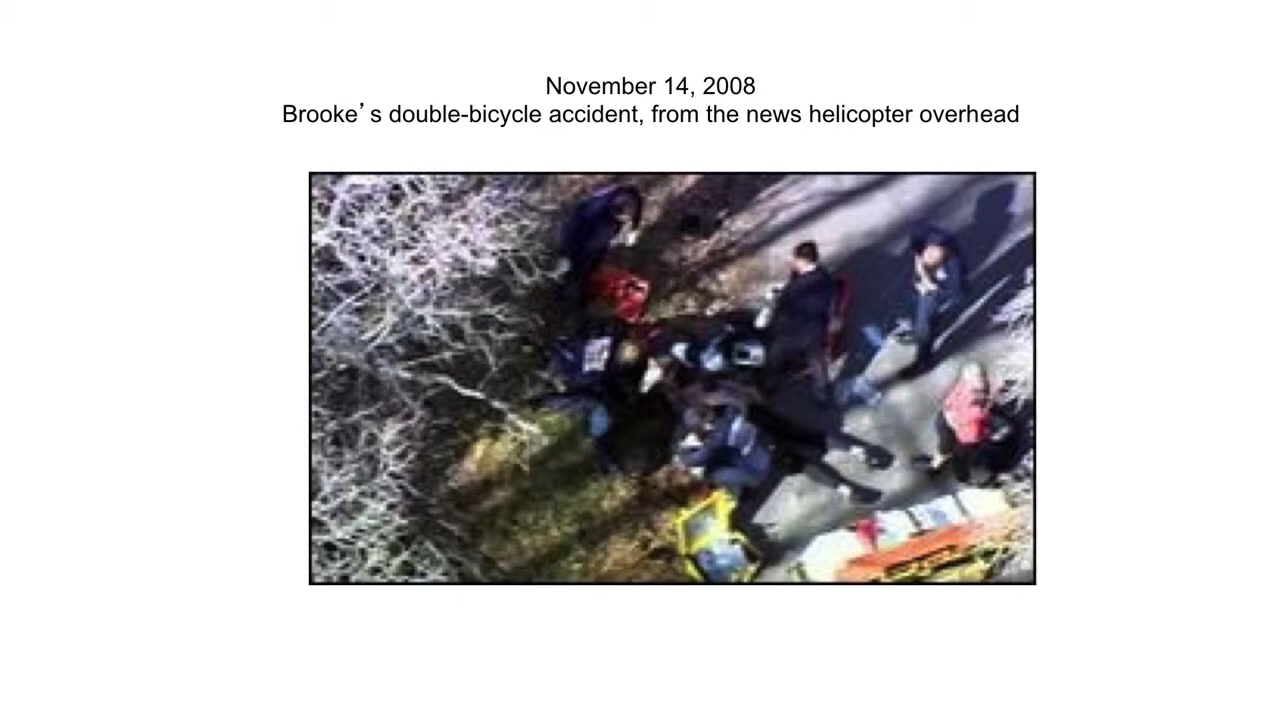 November 14, 2008
Brooke’s double-bicycle accident, from the news helicopter overhead